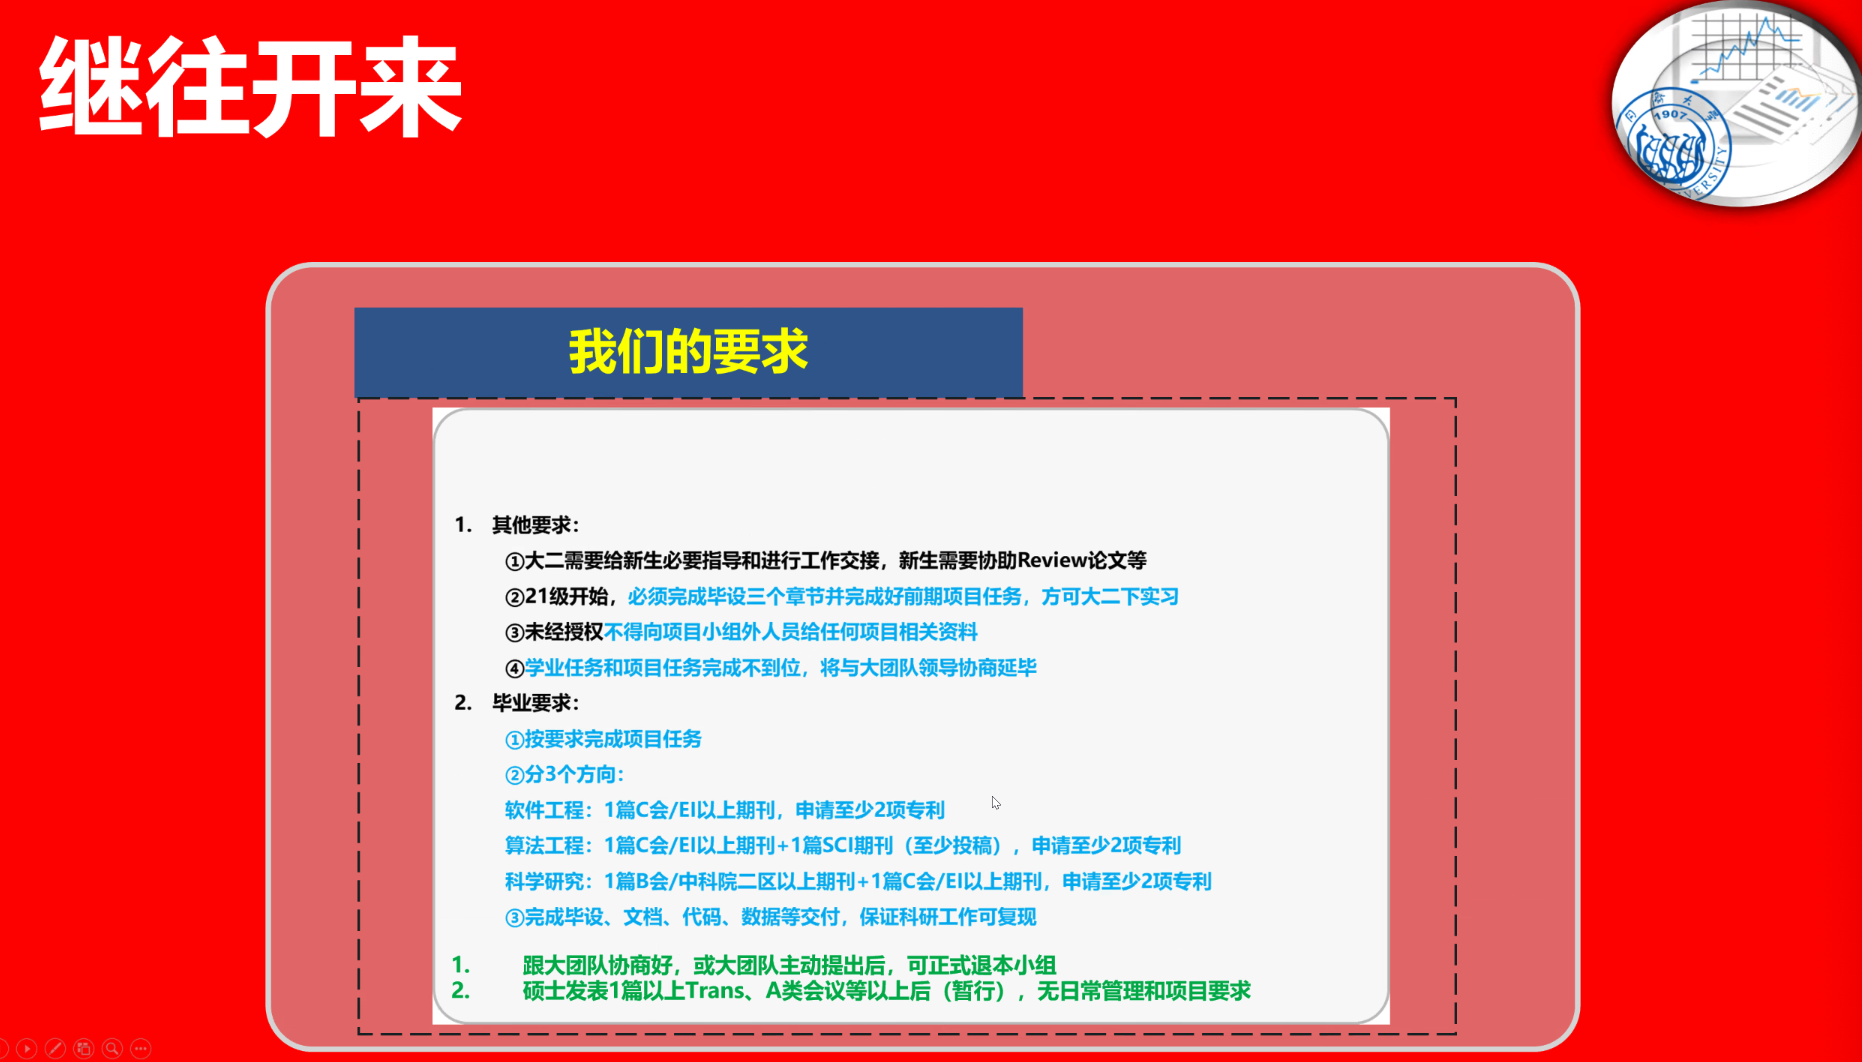 继往开来
同济大学
1907
VERSITY
我们的要求
1. 其他要求：
①大二需要给新生必要指导和进行工作交接，新生需要协助Review论文等
②21级开始，必须完成毕设三个章节并完成好前期项目任务，方可大二下实习
③未经授权不得向项目小组外人员给任何项目相关资料
④学业任务和项目任务完成不到位，将与大团队领导协商延毕
2. 毕业要求：
①按要求完成项目任务
②分3个方向：
软件工程：1篇C会/EI以上期刊，申请至少2项专利
算法工程：1篇C会/EI以上期刊+1篇SCI期刊（至少投稿），申请至少2项专利
科学研究：1篇B会/中科院二区以上期刊+1篇C会/EI以上期刊，申请至少2项专利
③完成毕设、文档、代码、数据等交付，保证科研工作可复现
1. 跟大团队协商好，或大团队主动提出后，可正式退本小组
2. 硕士发表1篇以上Trans、A类会议等以上后（暂行），无日常管理和项目要求